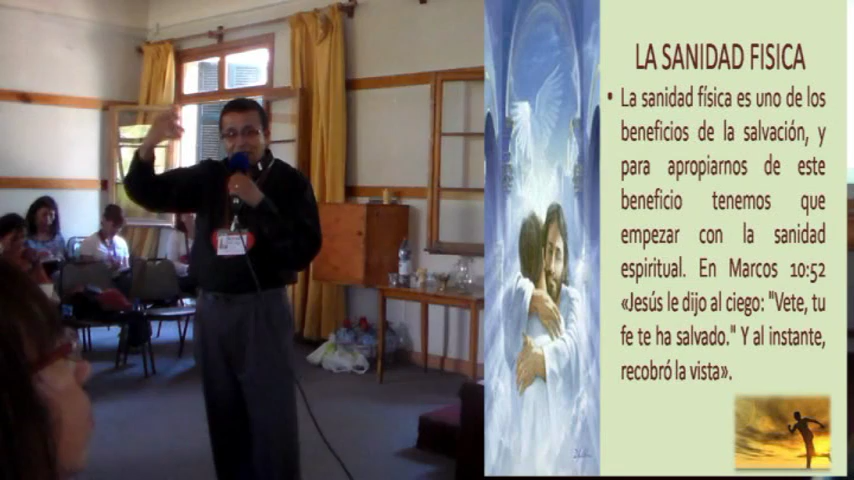 LA SANIDAD FISICA
• La sanidad física es uno de los
beneficios de la salvación, y
para apropiarnos de este
beneficio tenemos que
empezar con la sanidad
espiritual. En Marcos 10:52
«Jesús le dijo al ciego: "Vete, tu
fe te ha salvado." Y al instante,
recobró la vista».